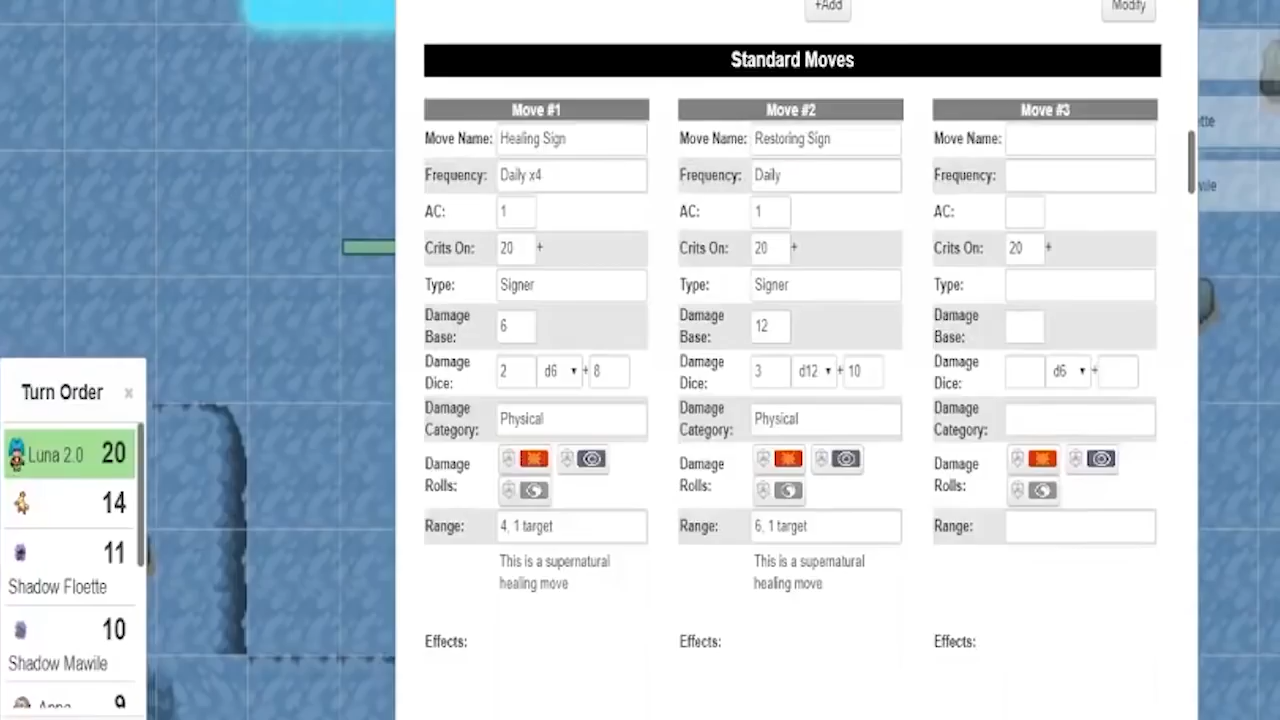 +Add
Modify
Standard Moves
Move #1
Move Name: Healing Sign
Frequency: Daily x4
AC: 1
Crits On: 20 +
Type: Signer
Damage Base: 6
Damage Dice: 2 d6 + 8
Damage Category: Physical
Damage Rolls:
Range: 4, 1 target
This is a supernatural
healing move
Effects:
Move #2
Move Name: Restoring Sign
Frequency: Daily
AC: 1
Crits On: 20 +
Type: Signer
Damage Base: 12
Damage Dice: 3 d12 + 10
Damage Category: Physical
Damage Rolls:
Range: 6, 1 target
This is a supernatural
healing move
Effects:
Move #3
Move Name:
Frequency:
AC:
Crits On: 20 +
Type:
Damage Base:
Damage Dice: d6 +
Damage Category:
Damage Rolls:
Range:
Effects:
Turn Order ×
Luna 2.0 20
14
11
Shadow Floette
10
Shadow Mawile
9